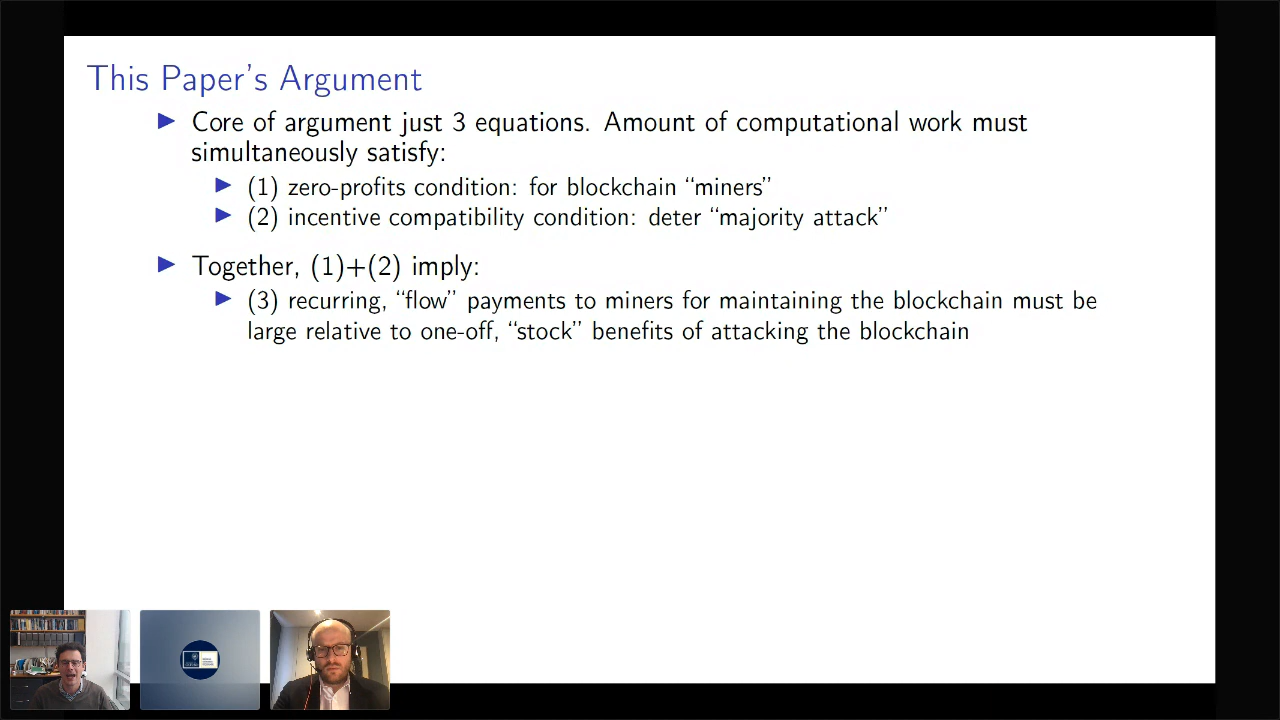 This Paper's Argument
▶ Core of argument just 3 equations. Amount of computational work must
simultaneously satisfy:
▶ (1) zero-profits condition: for blockchain “miners”
▶ (2) incentive compatibility condition: deter “majority attack”
▶ Together, (1)+(2) imply:
▶ (3) recurring, “flow” payments to miners for maintaining the blockchain must be
large relative to one-off, “stock” benefits of attacking the blockchain